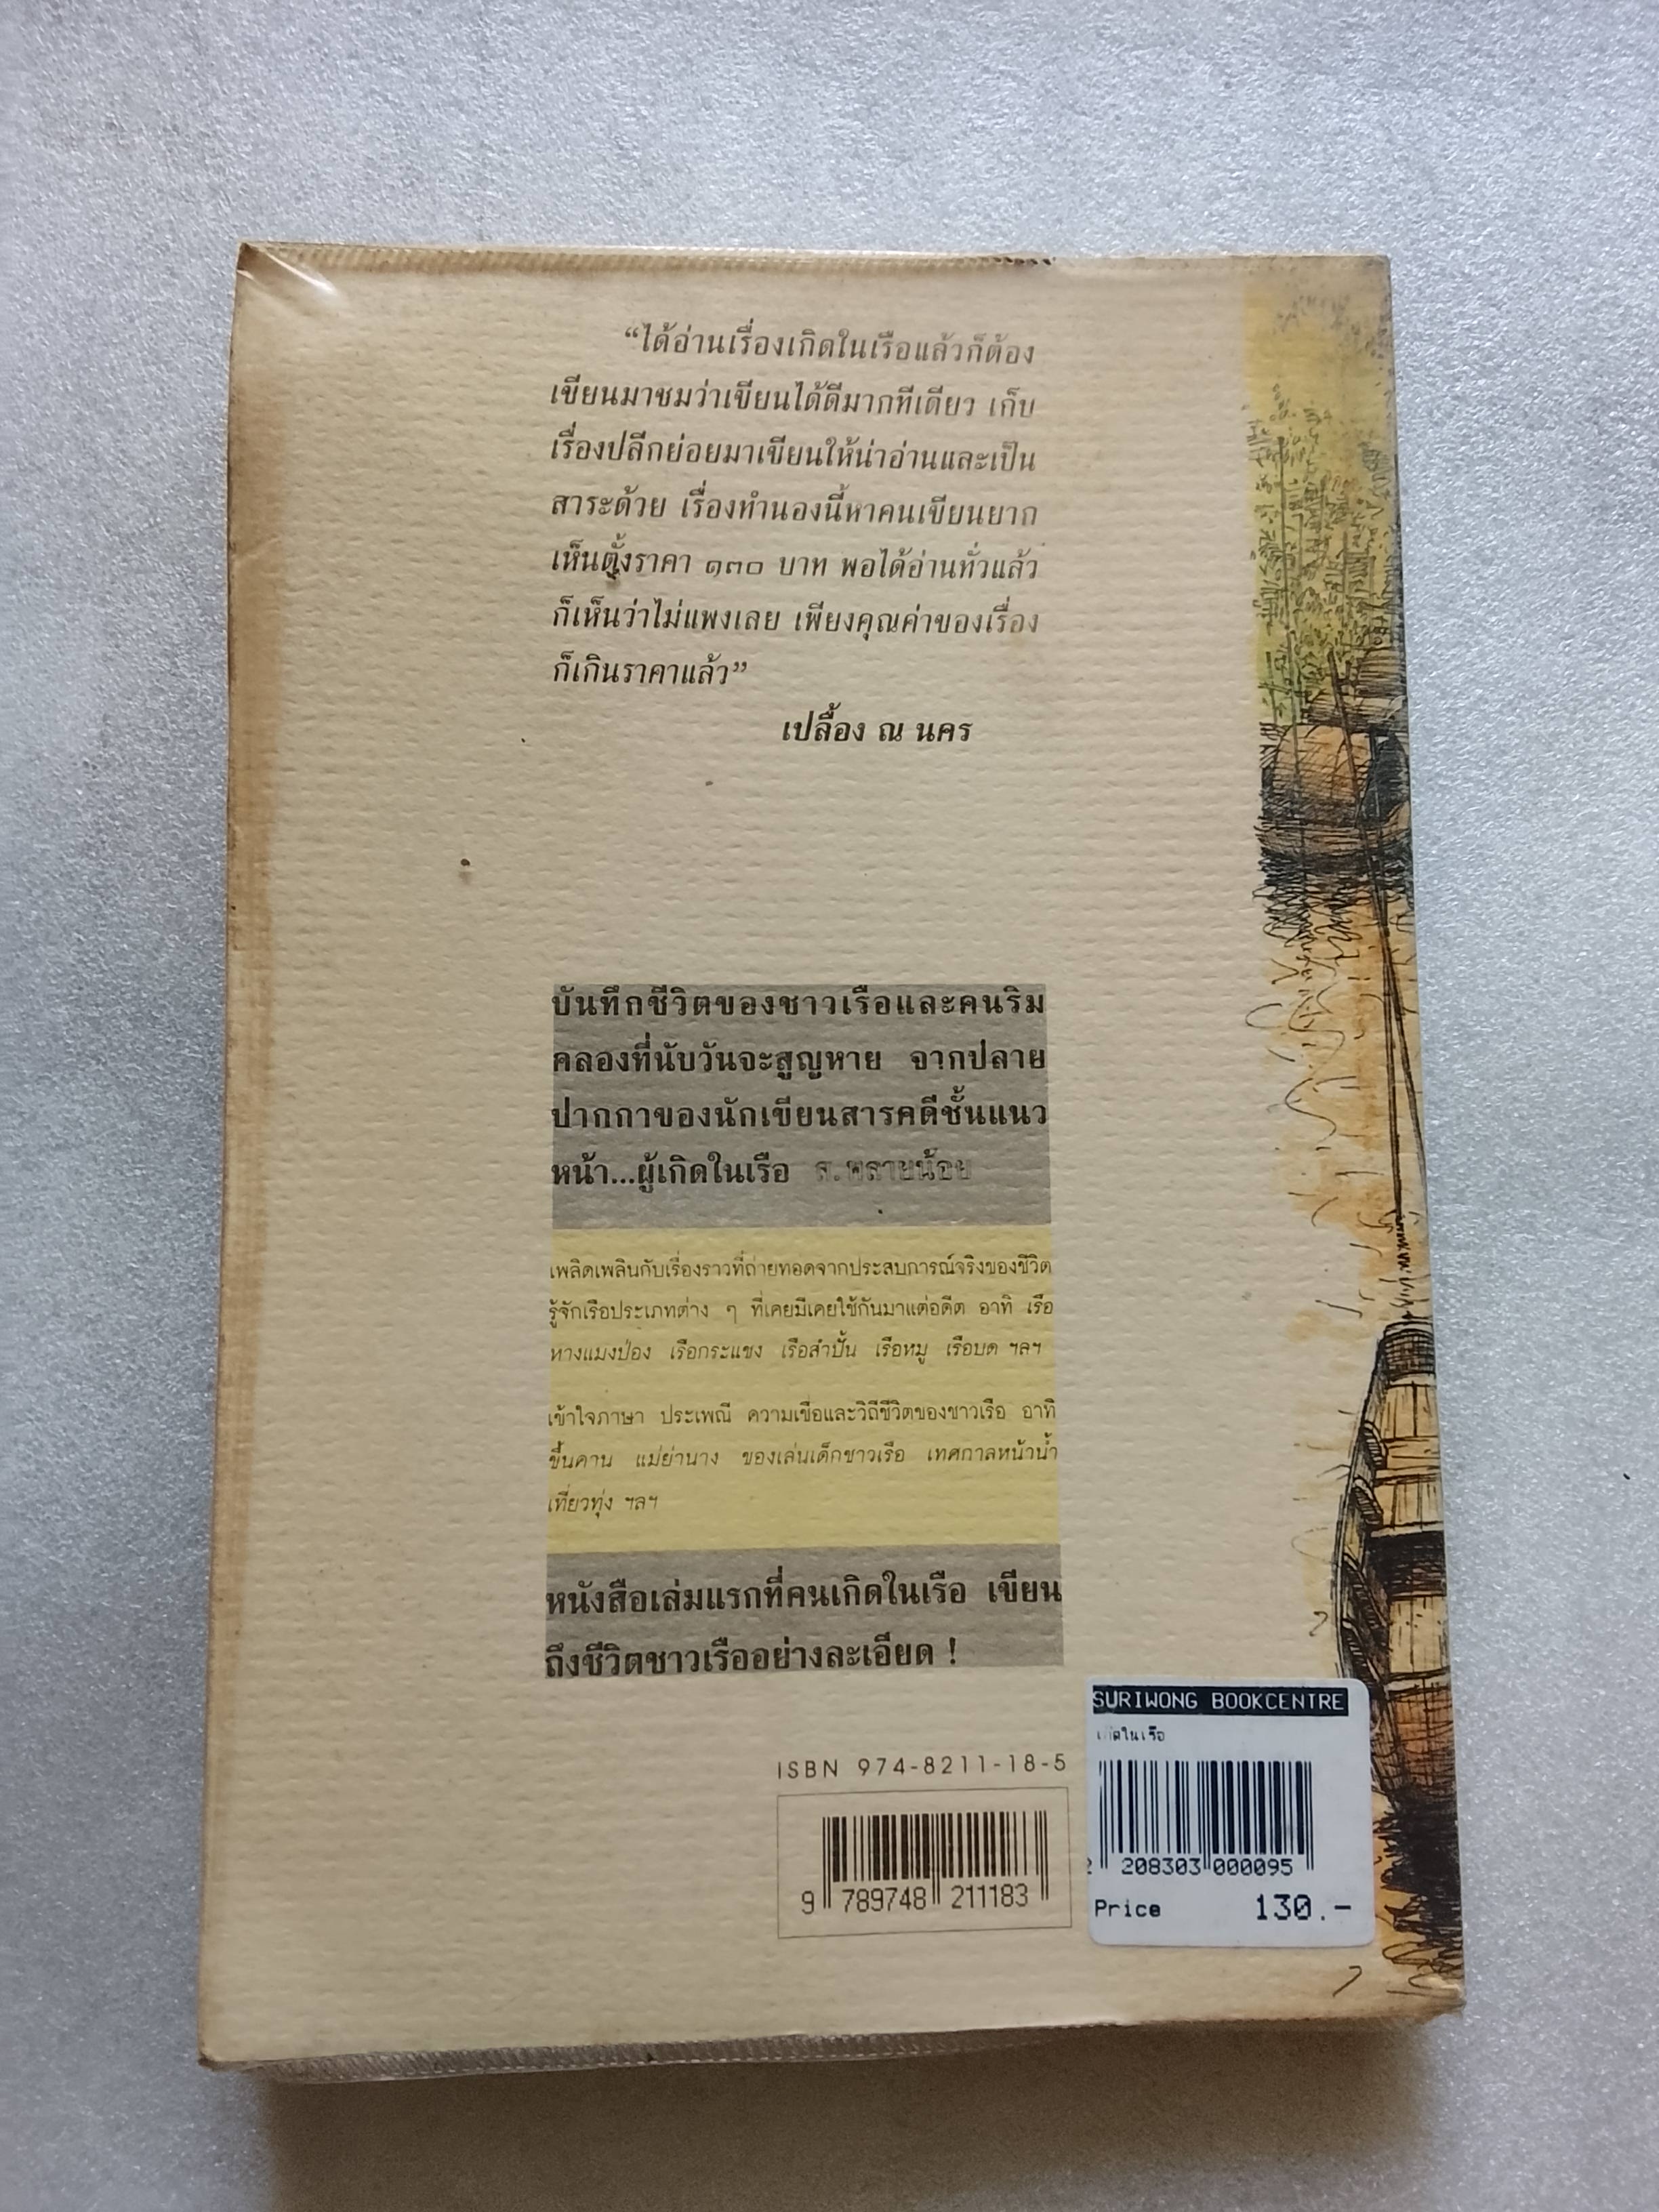 “ได้อ่านเรื่องเกิดในเรือแล้วก็ต้อง
เขียนมาชมว่าเขียนได้ดีมากทีเดียว เก็บ
เรื่องปลีกย่อยมาเขียนให้น่าอ่านและเป็น
สาระด้วย เรื่องทำนองนี้หาคนเขียนยาก
เห็นตั้งราคา ๑๓๐ บาท พอได้อ่านทั่วแล้ว
ก็เห็นว่าไม่แพงเลย เพียงคุณค่าของเรื่อง
ก็เกินราคาแล้ว”
เปลื้อง ณ นคร
บันทึกชีวิตของชาวเรือและคนริม
คลองที่นับวันจะสูญหาย จากปลาย
ปากกาของนักเขียนสารคดีชั้นแนว
หน้า...ผู้เกิดในเรือ ส.พลายน้อย
เพลิดเพลินกับเรื่องราวที่ถ่ายทอดจากประสบการณ์จริงของชีวิต
รู้จักเรือประเภทต่าง ๆ ที่เคยมีเคยใช้กันมาแต่อดีต อาทิ เรือ
หางแมงป่อง เรือกระแชง เรือสำปั้น เรือหมู เรือบด ฯลฯ
เข้าใจภาษา ประเพณี ความเชื่อและวิถีชีวิตของชาวเรือ อาทิ
ขึ้นคาน แม่ย่านาง ของเล่นเด็กชาวเรือ เทศกาลหน้าน้ำ
เที่ยวทุ่ง ฯลฯ
หนังสือเล่มแรกที่คนเกิดในเรือ เขียน
ถึงชีวิตชาวเรืออย่างละเอียด !
ISBN 974-8211-18-5
9 789748 211183
SURIWONG BOOKCENTRE
เกิดในเรือ
2 208303 000095
Price 130.-